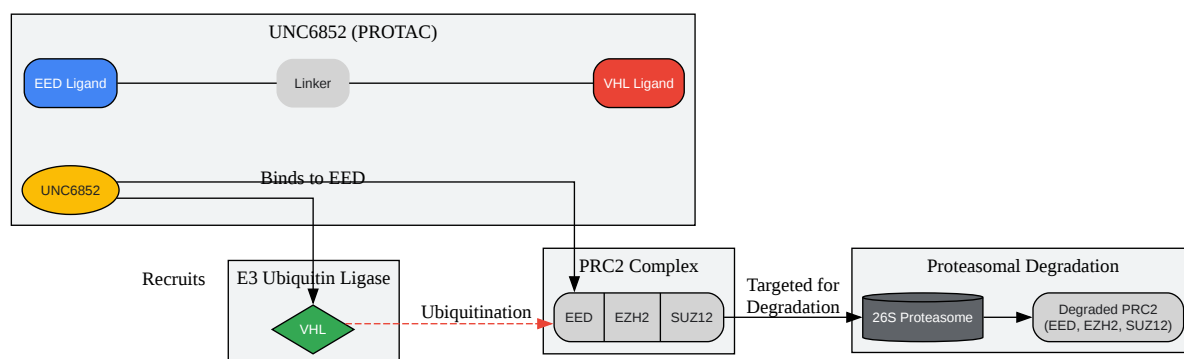 UNC6852 (PROTAC)
EED Ligand
Linker
VHL Ligand
UNC6852
Binds to EED
Recruits
E3 Ubiquitin Ligase
VHL
Ubiquitination
PRC2 Complex
EED
EZH2
SUZ12
Targeted for
Degradation
Proteasomal Degradation
26S Proteasome
Degraded PRC2
(EED, EZH2, SUZ12)